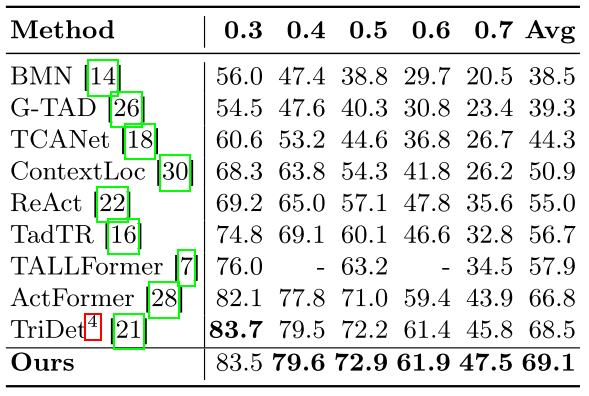 Method 0.3 0.4 0.5 0.6 0.7 Avg
BMN [14] 56.0 47.4 38.8 29.7 20.5 38.5
G-TAD [26] 54.5 47.6 40.3 30.8 23.4 39.3
TCANet [18] 60.6 53.2 44.6 36.8 26.7 44.3
ContextLoc [30] 68.3 63.8 54.3 41.8 26.2 50.9
ReAct [22] 69.2 65.0 57.1 47.8 35.6 55.0
TadTR [16] 74.8 69.1 60.1 46.6 32.8 56.7
TALLFormer [7] 76.0 - 63.2 - 34.5 57.9
ActFormer [28] 82.1 77.8 71.0 59.4 43.9 66.8
TriDet4 [21] 83.7 79.5 72.2 61.4 45.8 68.5
Ours 83.5 79.6 72.9 61.9 47.5 69.1